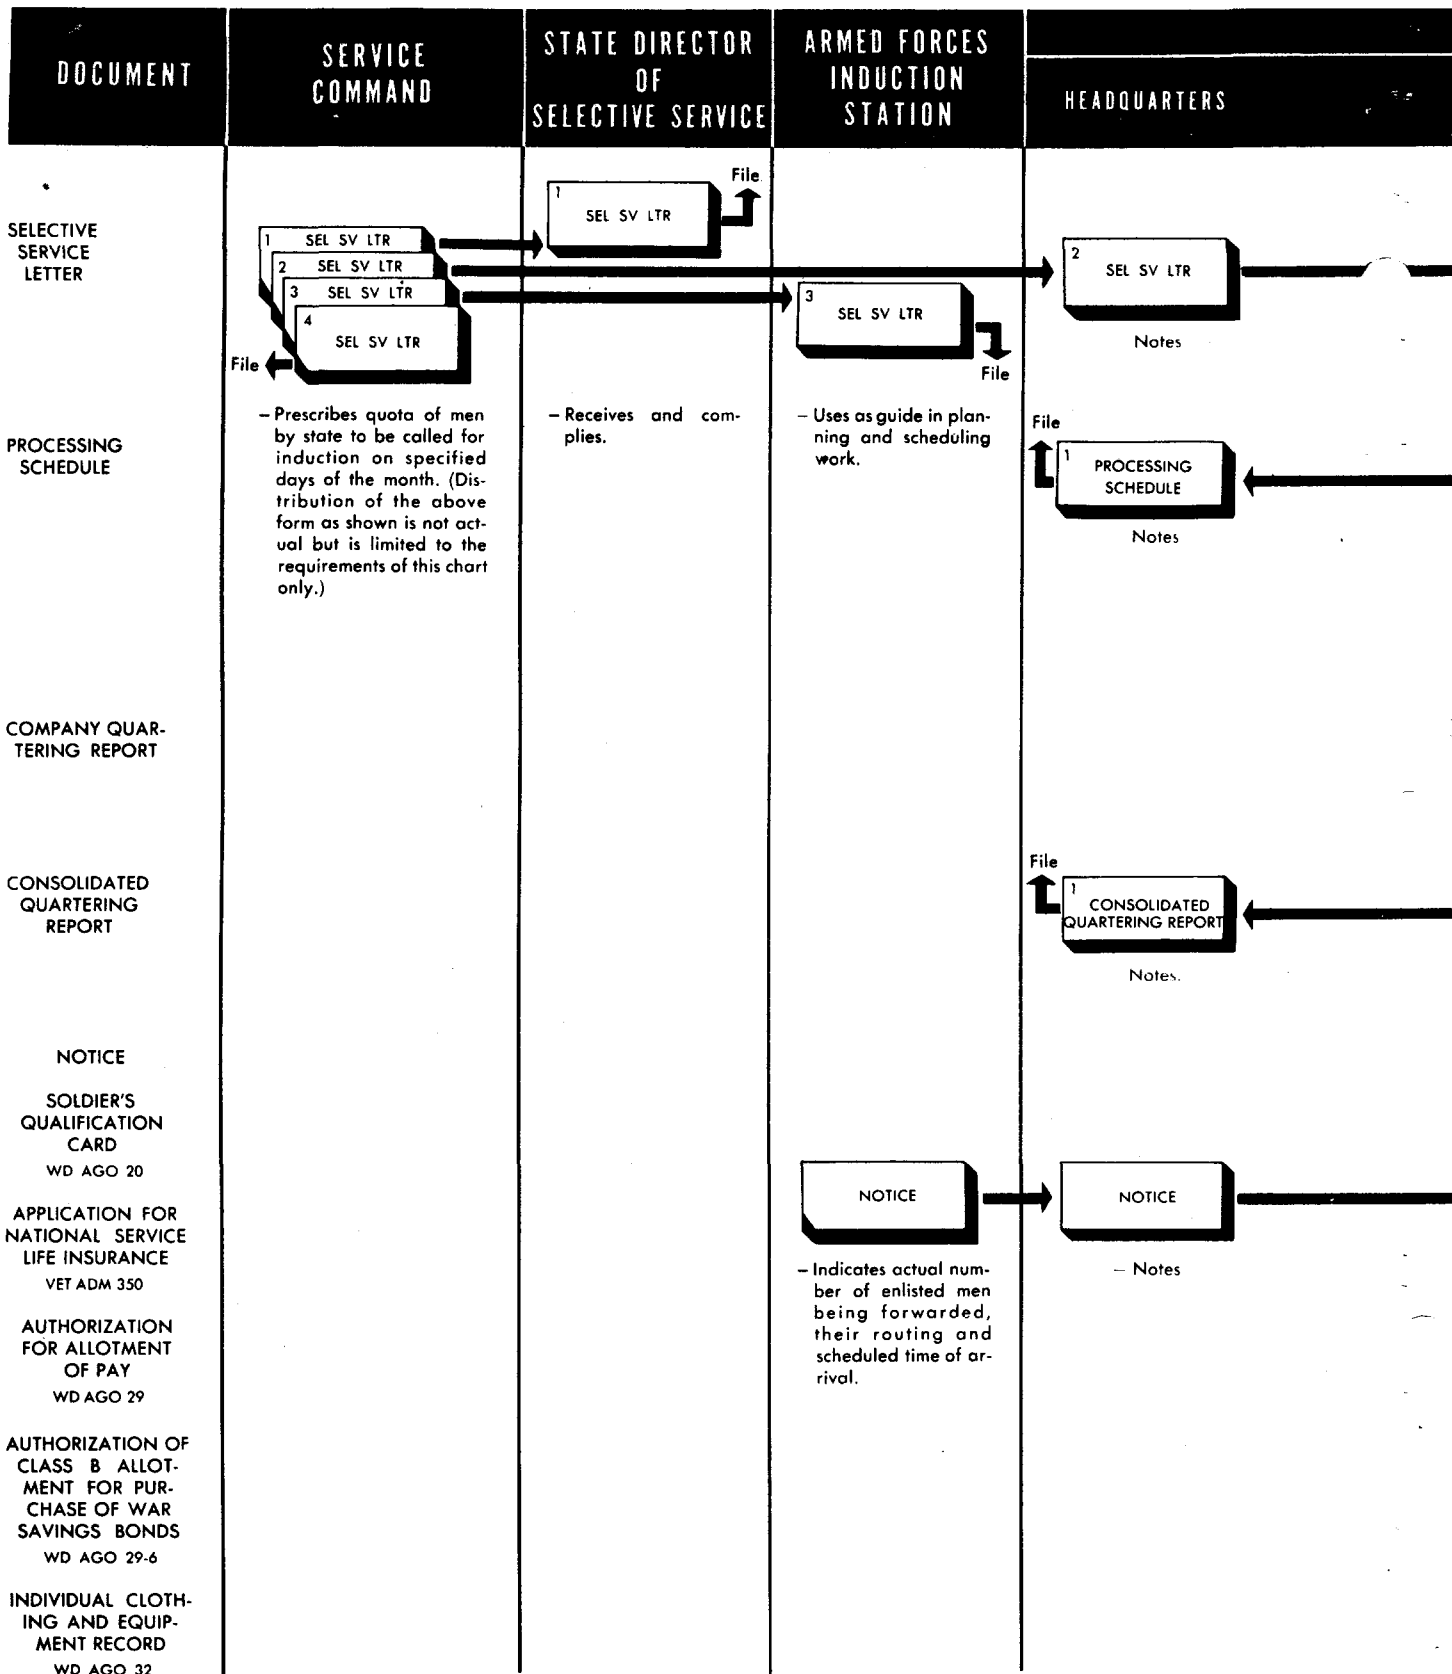 DOCUMENT
SERVICE
COMMAND
STATE DIRECTOR
OF
SELECTIVE SERVICE
ARMED FORCES
INDUCTION
STATION
HEADQUARTERS
SELECTIVE
SERVICE
LETTER
1 SEL SV LTR
2 SEL SV LTR
3 SEL SV LTR
4
SEL SV LTR
File
– Prescribes quota of men
by state to be called for
induction on specified
days of the month. (Dis-
tribution of the above
form as shown is not act-
ual but is limited to the
requirements of this chart
only.)
1
SEL SV LTR
File
– Receives and com-
plies.
3
SEL SV LTR
File
– Uses as guide in plan-
ning and scheduling
work.
2
SEL SV LTR
Notes
PROCESSING
SCHEDULE
File
1
PROCESSING
SCHEDULE
Notes
COMPANY QUAR-
TERING REPORT
CONSOLIDATED
QUARTERING
REPORT
File
1
CONSOLIDATED
QUARTERING REPORT
Notes.
NOTICE
SOLDIER'S
QUALIFICATION
CARD
WD AGO 20
NOTICE
– Indicates actual num-
ber of enlisted men
being forwarded,
their routing and
scheduled time of ar-
rival.
NOTICE
– Notes
APPLICATION FOR
NATIONAL SERVICE
LIFE INSURANCE
VET ADM 350
AUTHORIZATION
FOR ALLOTMENT
OF PAY
WD AGO 29
AUTHORIZATION OF
CLASS B ALLOT-
MENT FOR PUR-
CHASE OF WAR
SAVINGS BONDS
WD AGO 29-6
INDIVIDUAL CLOTH-
ING AND EQUIP-
MENT RECORD
WD AGO 32